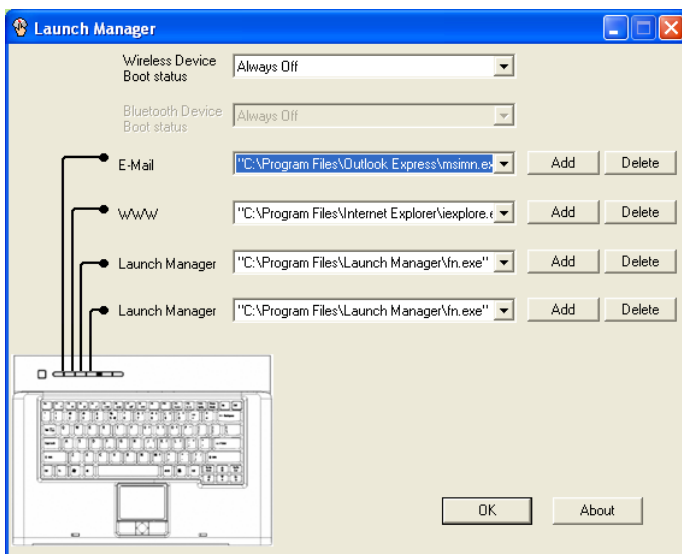 Launch Manager
Wireless Device
Boot status
Always Off
Bluetooth Device
Boot status
Always Off
E-Mail
"C:\Program Files\Outlook Express\msimn.ex
Add
Delete
WWW
"C:\Program Files\Internet Explorer\iexplore.e
Add
Delete
Launch Manager
"C:\Program Files\Launch Manager\fn.exe"
Add
Delete
Launch Manager
"C:\Program Files\Launch Manager\fn.exe"
Add
Delete
OK
About